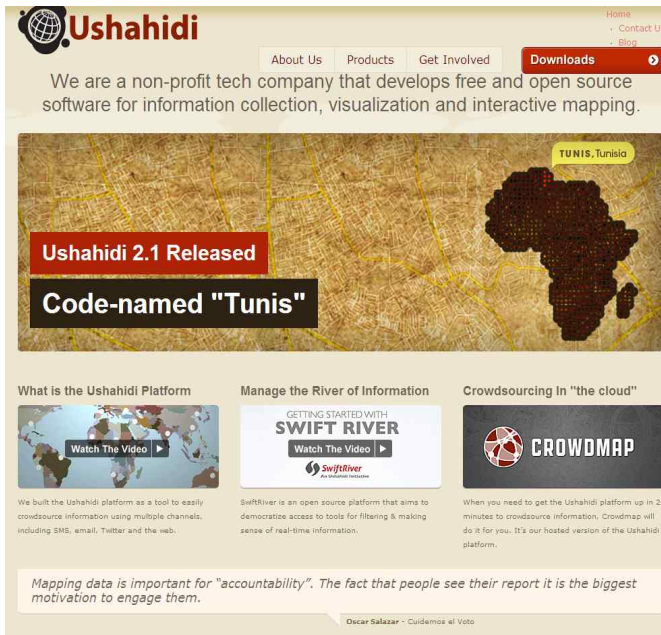 Ushahidi
Home
Contact U
Blog
About Us
Products
Get Involved
Downloads
We are a non-profit tech company that develops free and open source
software for information collection, visualization and interactive mapping.
TUNIS, Tunisia
Ushahidi 2.1 Released
Code-named "Tunis"
What is the Ushahidi Platform
Watch The Video
We built the Ushahidi platform as a tool to easily
crowdsource information using multiple channels,
including SMS, email, Twitter and the web.
Manage the River of Information
GETTING STARTED WITH
SWIFT RIVER
Watch The Video
SwiftRiver
An Ushahidi Initiative
SwiftRiver is an open source platform that aims to
democratize access to tools for filtering & making
sense of real-time information.
Crowdsourcing In "the cloud"
CROWDMAP
When you need to get the Ushahidi platform up in 2
minutes to crowdsource information, Crowdmap will
do it for you. It's our hosted version of the Ushahidi
platform.
Mapping data is important for “accountability”. The fact that people see their report it is the biggest
motivation to engage them.
Oscar Salazar - Cuidemos el Voto